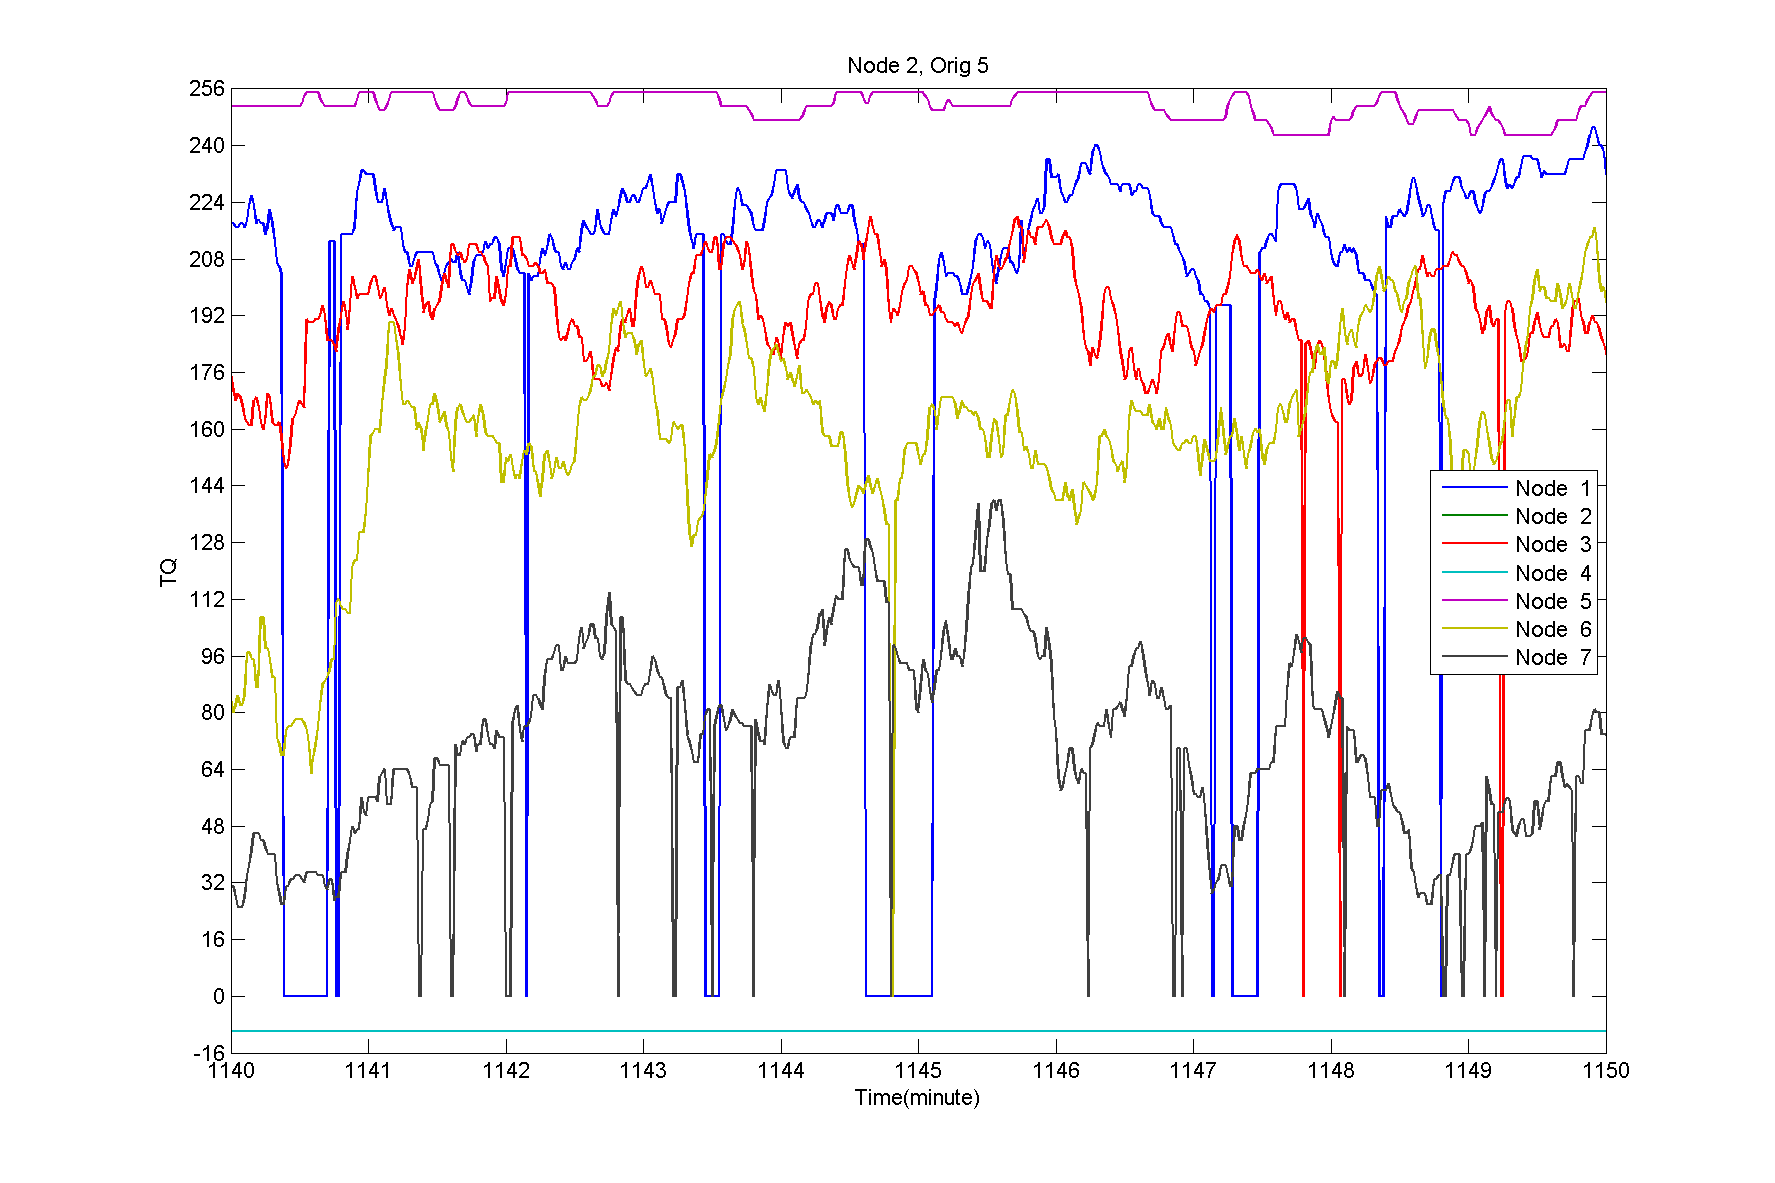 Node 2, Orig 5
256
240
224
208
192
176
160
144
128
112
96
80
64
48
32
16
0
-16
TQ
Node 1
Node 2
Node 3
Node 4
Node 5
Node 6
Node 7
1140 1141 1142 1143 1144 1145 1146 1147 1148 1149 1150
Time(minute)